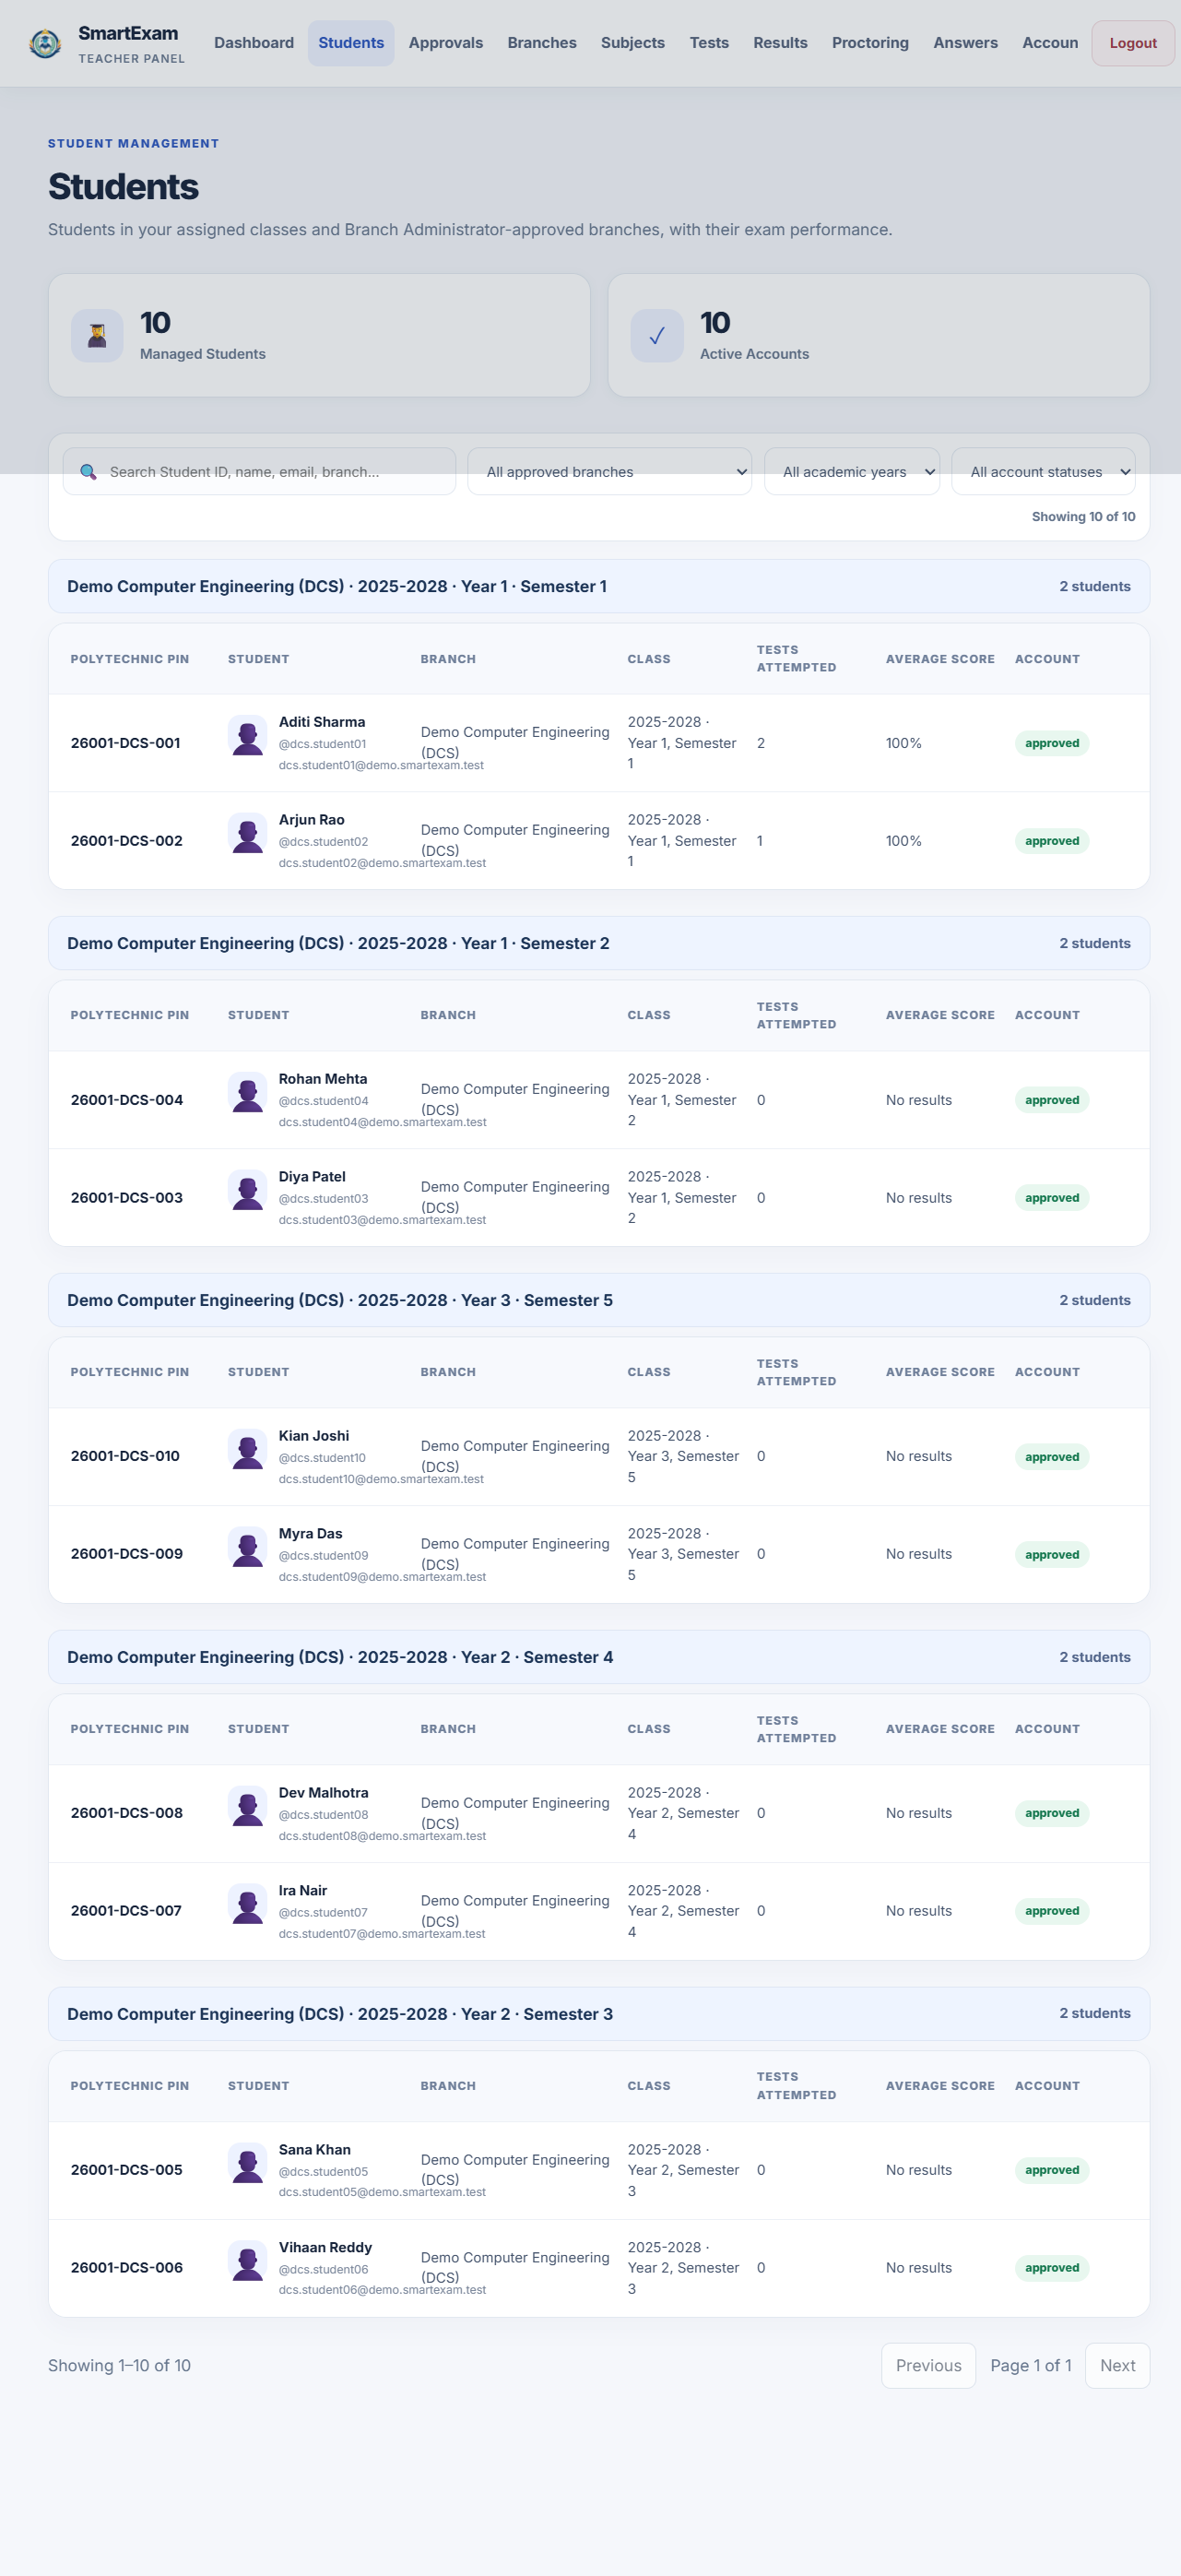 SmartExam
TEACHER PANEL
Dashboard Students Approvals Branches Subjects Tests Results Proctoring Answers Accoun Logout
STUDENT MANAGEMENT
Students
Students in your assigned classes and Branch Administrator-approved branches, with their exam performance.
10
Managed Students
✓
10
Active Accounts
Search Student ID, name, email, branch...
All approved branches
All academic years
All account statuses
Showing 10 of 10
Demo Computer Engineering (DCS) · 2025-2028 · Year 1 · Semester 1
2 students
POLYTECHNIC PIN STUDENT BRANCH CLASS TESTS ATTEMPTED AVERAGE SCORE ACCOUNT
26001-DCS-001
Aditi Sharma
@dcs.student01
dcs.student01@demo.smartexam.test
Demo Computer Engineering
(DCS)
2025-2028 ·
Year 1, Semester
1
2
100%
approved
26001-DCS-002
Arjun Rao
@dcs.student02
dcs.student02@demo.smartexam.test
Demo Computer Engineering
(DCS)
2025-2028 ·
Year 1, Semester
1
1
100%
approved
Demo Computer Engineering (DCS) · 2025-2028 · Year 1 · Semester 2
2 students
POLYTECHNIC PIN STUDENT BRANCH CLASS TESTS ATTEMPTED AVERAGE SCORE ACCOUNT
26001-DCS-004
Rohan Mehta
@dcs.student04
dcs.student04@demo.smartexam.test
Demo Computer Engineering
(DCS)
2025-2028 ·
Year 1, Semester
2
0
No results
approved
26001-DCS-003
Diya Patel
@dcs.student03
dcs.student03@demo.smartexam.test
Demo Computer Engineering
(DCS)
2025-2028 ·
Year 1, Semester
2
0
No results
approved
Demo Computer Engineering (DCS) · 2025-2028 · Year 3 · Semester 5
2 students
POLYTECHNIC PIN STUDENT BRANCH CLASS TESTS ATTEMPTED AVERAGE SCORE ACCOUNT
26001-DCS-010
Kian Joshi
@dcs.student10
dcs.student10@demo.smartexam.test
Demo Computer Engineering
(DCS)
2025-2028 ·
Year 3, Semester
5
0
No results
approved
26001-DCS-009
Myra Das
@dcs.student09
dcs.student09@demo.smartexam.test
Demo Computer Engineering
(DCS)
2025-2028 ·
Year 3, Semester
5
0
No results
approved
Demo Computer Engineering (DCS) · 2025-2028 · Year 2 · Semester 4
2 students
POLYTECHNIC PIN STUDENT BRANCH CLASS TESTS ATTEMPTED AVERAGE SCORE ACCOUNT
26001-DCS-008
Dev Malhotra
@dcs.student08
dcs.student08@demo.smartexam.test
Demo Computer Engineering
(DCS)
2025-2028 ·
Year 2, Semester
4
0
No results
approved
26001-DCS-007
Ira Nair
@dcs.student07
dcs.student07@demo.smartexam.test
Demo Computer Engineering
(DCS)
2025-2028 ·
Year 2, Semester
4
0
No results
approved
Demo Computer Engineering (DCS) · 2025-2028 · Year 2 · Semester 3
2 students
POLYTECHNIC PIN STUDENT BRANCH CLASS TESTS ATTEMPTED AVERAGE SCORE ACCOUNT
26001-DCS-005
Sana Khan
@dcs.student05
dcs.student05@demo.smartexam.test
Demo Computer Engineering
(DCS)
2025-2028 ·
Year 2, Semester
3
0
No results
approved
26001-DCS-006
Vihaan Reddy
@dcs.student06
dcs.student06@demo.smartexam.test
Demo Computer Engineering
(DCS)
2025-2028 ·
Year 2, Semester
3
0
No results
approved
Showing 1–10 of 10
Previous
Page 1 of 1
Next